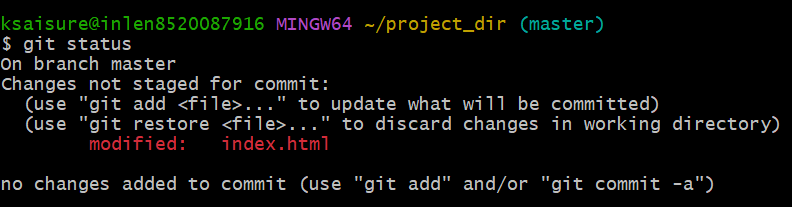 ksaisure@inlen8520087916 MINGW64 ~/project_dir (master)
$ git status
On branch master
Changes not staged for commit:
  (use "git add <file>..." to update what will be committed)
  (use "git restore <file>..." to discard changes in working directory)
        modified:   index.html

no changes added to commit (use "git add" and/or "git commit -a")